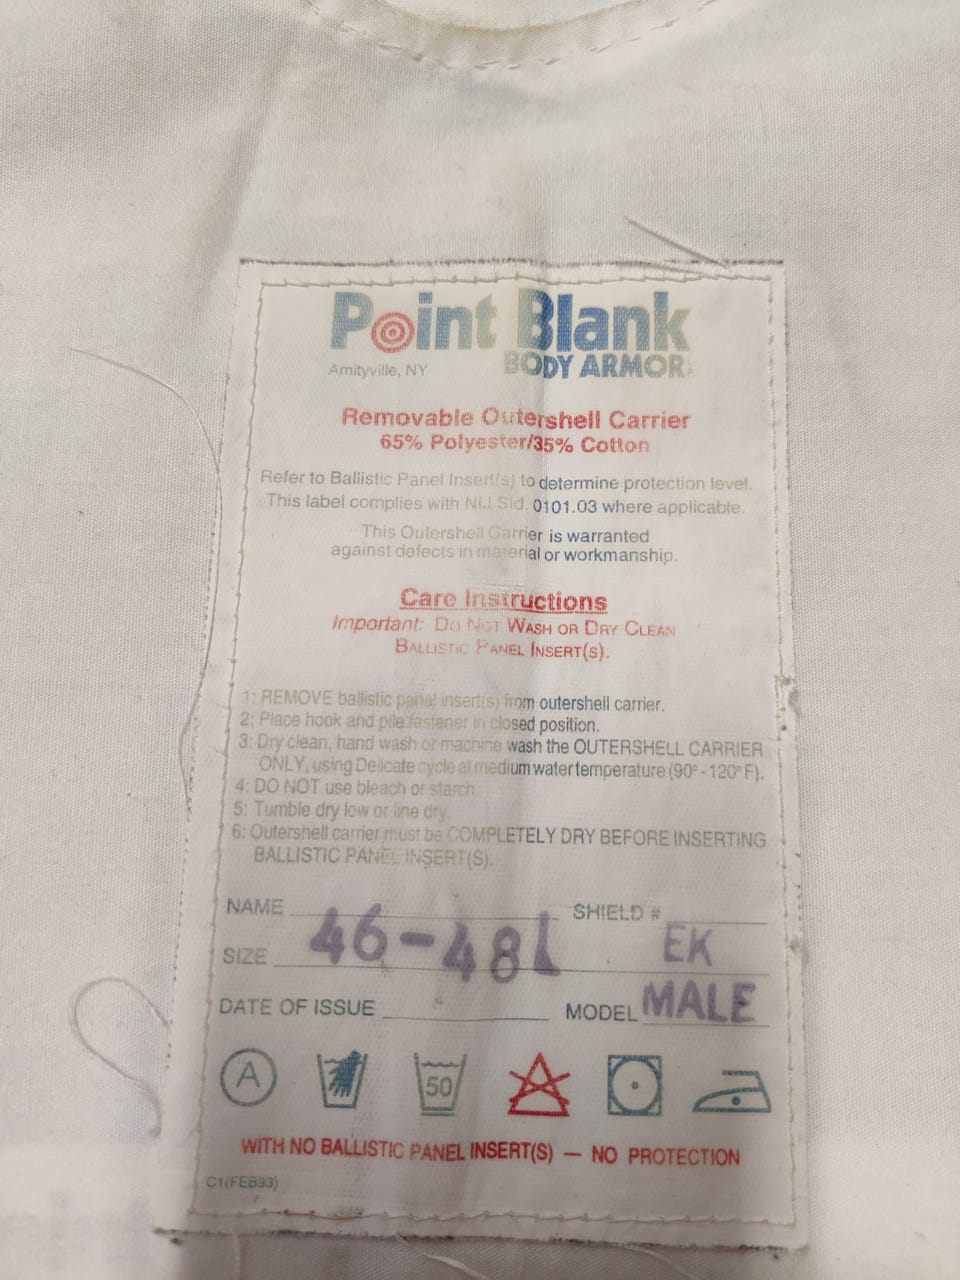 Point Blank
Amityville, NY BODY ARMOR
Removable Outershell Carrier
65% Polyester/35% Cotton
Refer to Ballistic Panel Insert(s) to determine protection level.
This label complies with NIJ Std. 0101.03 where applicable.
This Outershell Carrier is warranted
against defects in material or workmanship.
Care Instructions
Important: DO NOT WASH OR DRY CLEAN
BALLISTIC PANEL INSERT(S).
1: REMOVE ballistic panel insert(s) from outershell carrier.
2: Place hook and pile fastener in closed position.
3: Dry clean, hand wash or machine wash the OUTERSHELL CARRIER
ONLY, using Delicate cycle at medium water temperature (90° - 120° F).
4: DO NOT use bleach or starch.
5: Tumble dry low or line dry.
6: Outershell carrier must be COMPLETELY DRY BEFORE INSERTING
BALLISTIC PANEL INSERT(S).
NAME SHIELD #
SIZE 46-48L EK
DATE OF ISSUE MODEL MALE
A 50
WITH NO BALLISTIC PANEL INSERT(S) — NO PROTECTION
C1(FEB93)